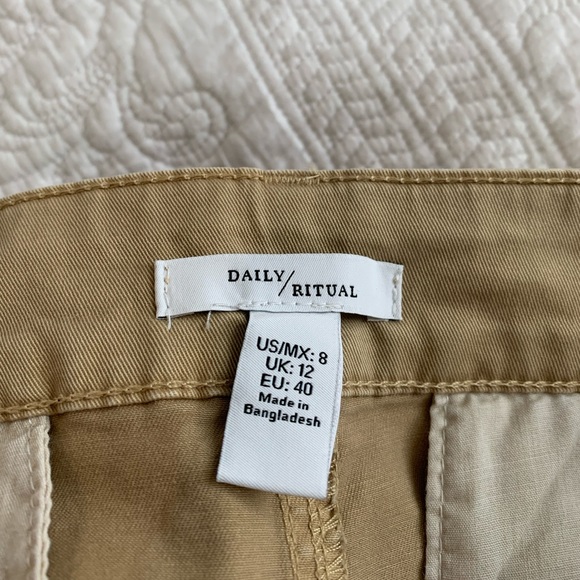 DAILY/
RITUAL
US/MX: 8
UK: 12
EU: 40
Made in
Bangladesh